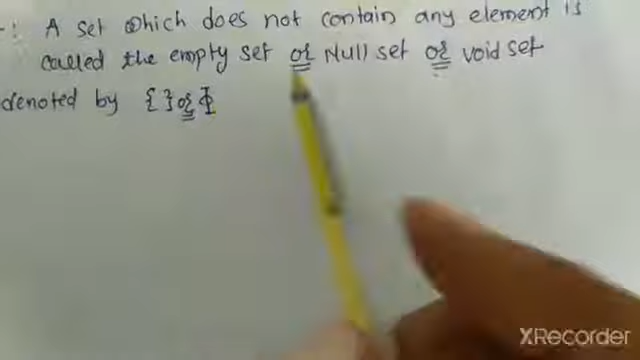 -: A set which does not contain any element is
called the empty set or Null set or void set
denoted by { } or Φ
XRecorder